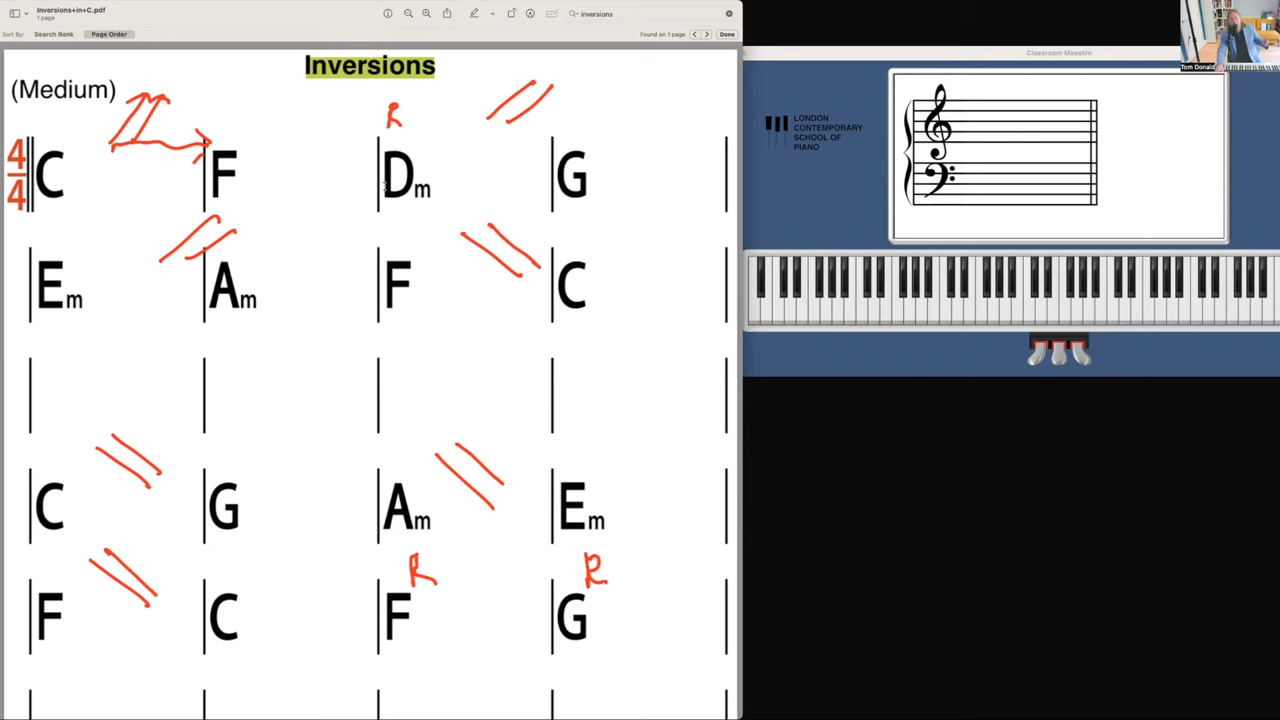 Inversions+in+C.pdf
1 page
inversions
Sort By:
Search Rank
Page Order
Found on 1 page
Done
Inversions
(Medium)
R
4
4
C F Dm G
Em Am F C
C G Am Em
R R
F C F G
Tom Donald
Classroom Maestro
LONDON
CONTEMPORARY
SCHOOL OF
PIANO